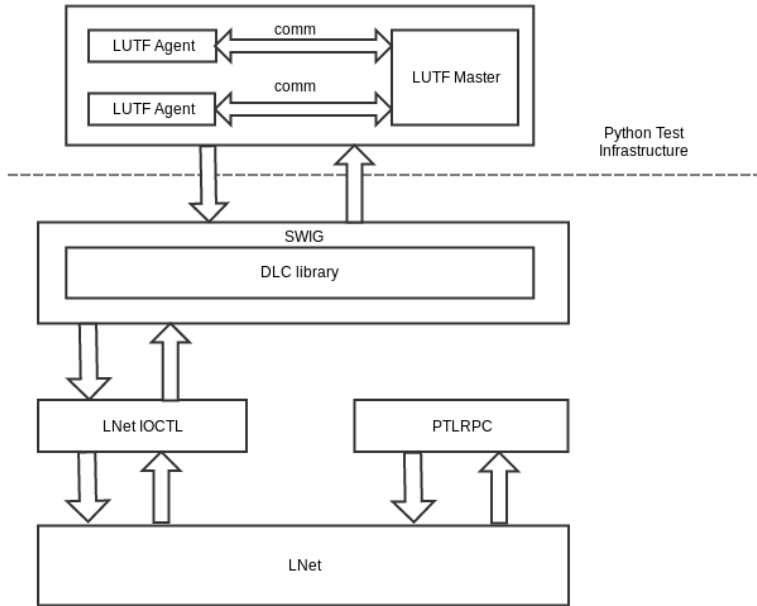 comm
LUTF Agent
LUTF Master
comm
LUTF Agent
Python Test
Infrastructure
SWIG
DLC library
LNet IOCTL
PTLRPC
LNet